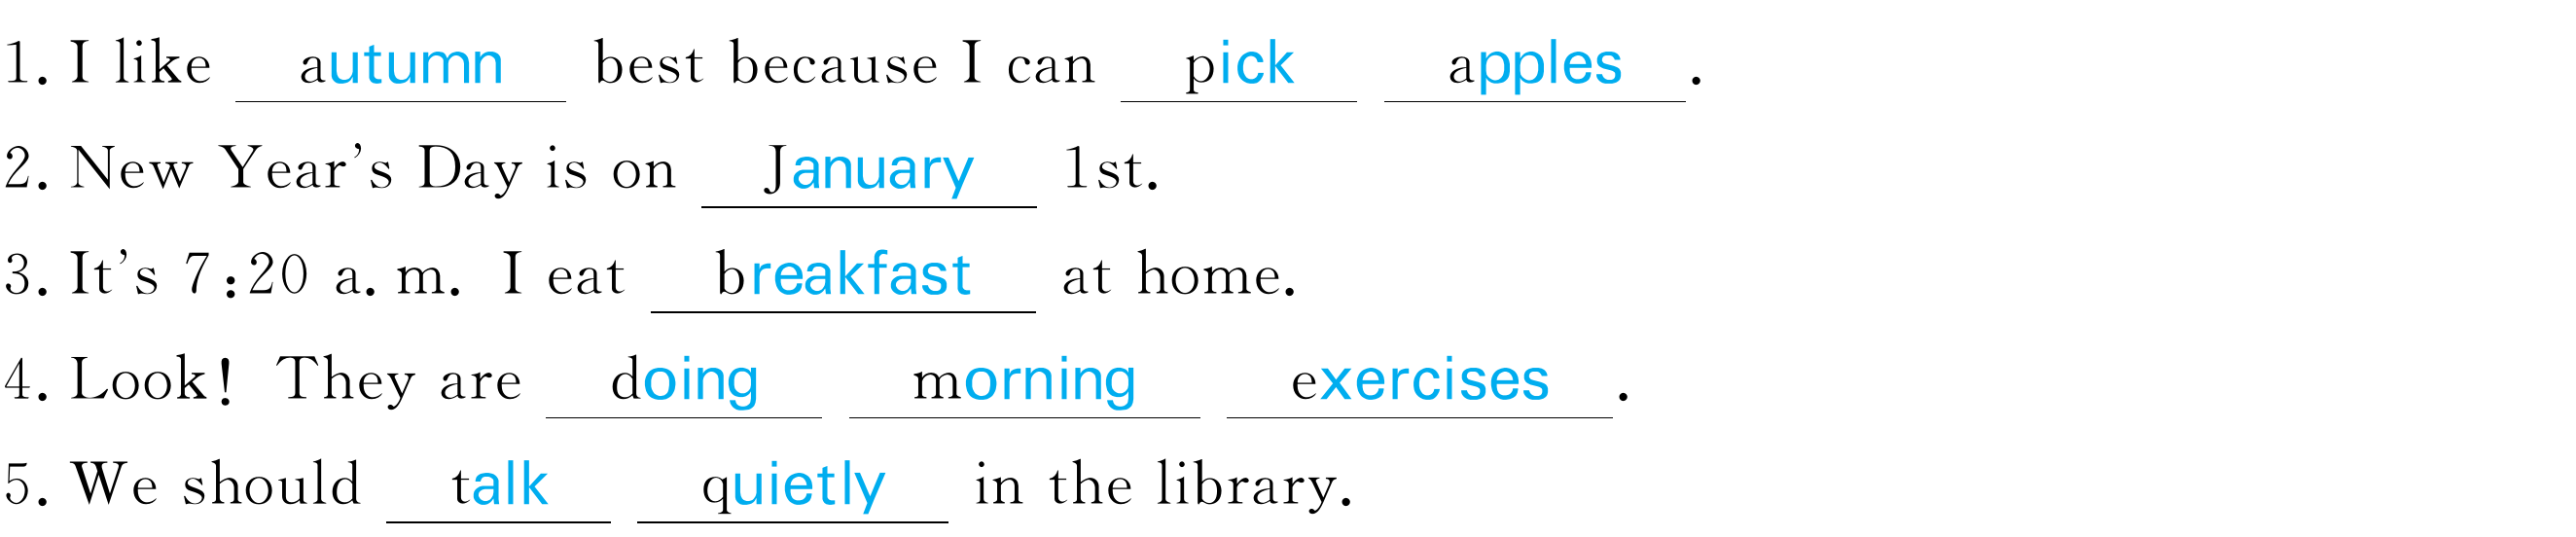 1. I like autumn best because I can pick apples.
2. New Year's Day is on January 1st.
3. It's 7:20 a.m. I eat breakfast at home.
4. Look! They are doing morning exercises.
5. We should talk quietly in the library.